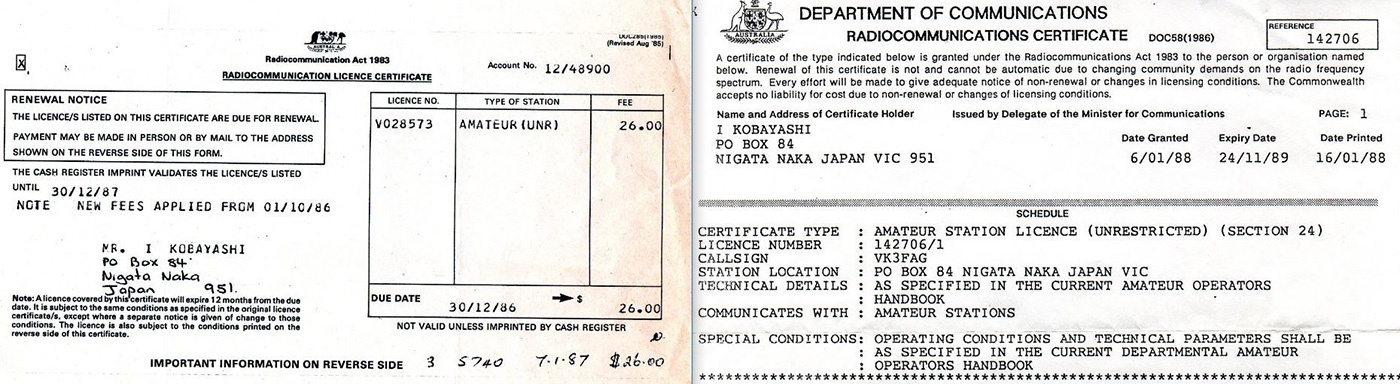 DOC285(1985)
(Revised Aug '85)
AUSTRALIA
X
Radiocommunication Act 1983
Account No. 12/48900
RADIOCOMMUNICATION LICENCE CERTIFICATE
RENEWAL NOTICE
THE LICENCE/S LISTED ON THIS CERTIFICATE ARE DUE FOR RENEWAL.
PAYMENT MAY BE MADE IN PERSON OR BY MAIL TO THE ADDRESS
SHOWN ON THE REVERSE SIDE OF THIS FORM.
THE CASH REGISTER IMPRINT VALIDATES THE LICENCE/S LISTED
UNTIL 30/12/87
NOTE NEW FEES APPLIED FROM 01/10/86
MR. I KOBAYASHI
PO Box 84
Nigata Naka
Japan 951.
Note: A licence covered by this certificate will expire 12 months from the due
date. It is subject to the same conditions as specified in the original licence
certificate/s, except where a separate notice is given of change to those
conditions. The licence is also subject to the conditions printed on the
reverse side of this certificate.
LICENCE NO. TYPE OF STATION FEE
V028573 AMATEUR (UNR) 26.00
DUE DATE 30/12/86 $ 26.00
NOT VALID UNLESS IMPRINTED BY CASH REGISTER
IMPORTANT INFORMATION ON REVERSE SIDE 3 5740 7·1·87 $26.00
AUSTRALIA
DEPARTMENT OF COMMUNICATIONS
RADIOCOMMUNICATIONS CERTIFICATE DOC58(1986)
REFERENCE
142706
A certificate of the type indicated below is granted under the Radiocommunications Act 1983 to the person or organisation named
below. Renewal of this certificate is not and cannot be automatic due to changing community demands on the radio frequency
spectrum. Every effort will be made to give adequate notice of non-renewal or changes in licensing conditions. The Commonwealth
accepts no liability for cost due to non-renewal or changes of licensing conditions.
Name and Address of Certificate Holder Issued by Delegate of the Minister for Communications PAGE: 1
I KOBAYASHI
PO BOX 84
NIGATA NAKA JAPAN VIC 951
Date Granted Expiry Date Date Printed
6/01/88 24/11/89 16/01/88
SCHEDULE
CERTIFICATE TYPE : AMATEUR STATION LICENCE (UNRESTRICTED) (SECTION 24)
LICENCE NUMBER : 142706/1
CALLSIGN : VK3FAG
STATION LOCATION : PO BOX 84 NIGATA NAKA JAPAN VIC
TECHNICAL DETAILS : AS SPECIFIED IN THE CURRENT AMATEUR OPERATORS
: HANDBOOK
COMMUNICATES WITH : AMATEUR STATIONS
SPECIAL CONDITIONS: OPERATING CONDITIONS AND TECHNICAL PARAMETERS SHALL BE
: AS SPECIFIED IN THE CURRENT DEPARTMENTAL AMATEUR
: OPERATORS HANDBOOK